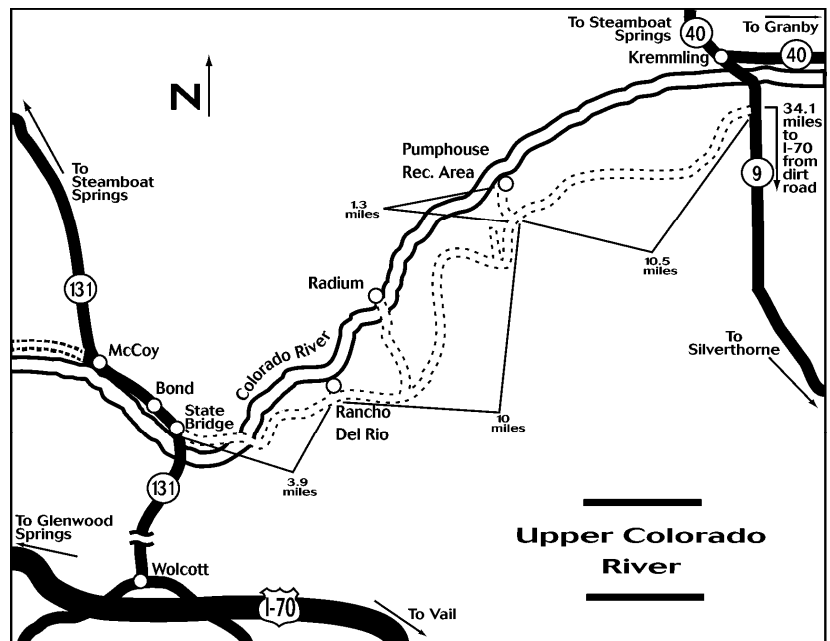 To Steamboat
Springs
40
To Granby
40
Kremmling
N
34.1
miles
to
I-70
from
dirt
road
9
Pumphouse
Rec. Area
To
Steamboat
Springs
1.3
miles
10.5
miles
131
Radium
To
Silverthorne
McCoy
Colorado River
Bond
State
Bridge
Rancho
Del Rio
10
miles
3.9
miles
131
To Glenwood
Springs
Upper Colorado
River
Wolcott
I-70
To Vail